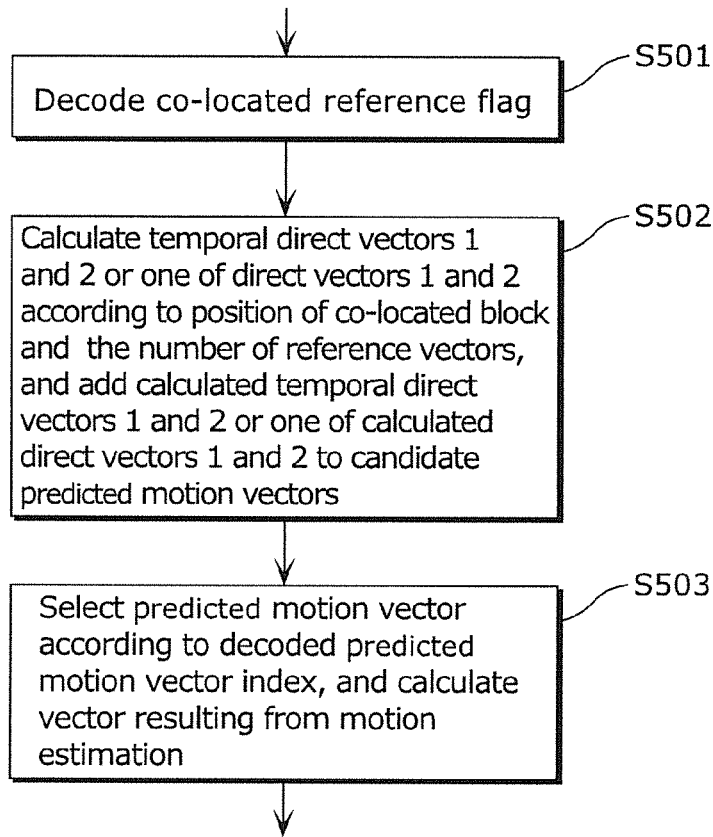 S501
Decode co-located reference flag
S502
Calculate temporal direct vectors 1
and 2 or one of direct vectors 1 and 2
according to position of co-located block
and the number of reference vectors,
and add calculated temporal direct
vectors 1 and 2 or one of calculated
direct vectors 1 and 2 to candidate
predicted motion vectors
S503
Select predicted motion vector
according to decoded predicted
motion vector index, and calculate
vector resulting from motion
estimation